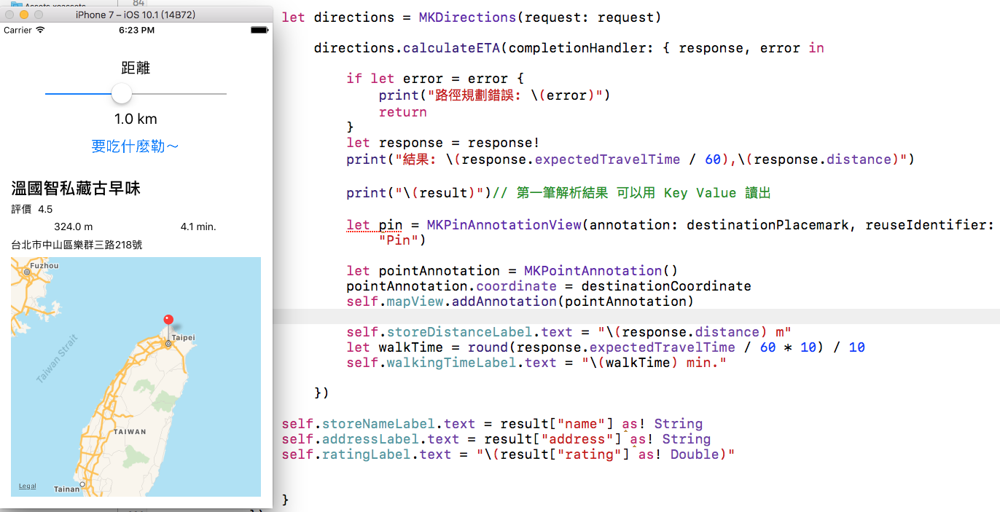 Assets.xcassets
84
iPhone 7 – iOS 10.1 (14B72)
Carrier
6:23 PM
距離
1.0 km
要吃什麼勒～
溫國智私藏古早味
評價 4.5
324.0 m
4.1 min.
台北市中山區樂群三路218號
Fuzhou
Taiwan Strait
Taipei
TAIWAN
Tainan
Legal
let directions = MKDirections(request: request)
directions.calculateETA(completionHandler: { response, error in
if let error = error {
print("路徑規劃錯誤: \(error)")
return
}
let response = response!
print("結果: \(response.expectedTravelTime / 60),\(response.distance)")
print("\(result)")// 第一筆解析結果 可以用 Key Value 讀出
let pin = MKPinAnnotationView(annotation: destinationPlacemark, reuseIdentifier:
"Pin")
let pointAnnotation = MKPointAnnotation()
pointAnnotation.coordinate = destinationCoordinate
self.mapView.addAnnotation(pointAnnotation)
self.storeDistanceLabel.text = "\(response.distance) m"
let walkTime = round(response.expectedTravelTime / 60 * 10) / 10
self.walkingTimeLabel.text = "\(walkTime) min."
})
self.storeNameLabel.text = result["name"] as! String
self.addressLabel.text = result["address"] as! String
self.ratingLabel.text = "\(result["rating"] as! Double)"
}